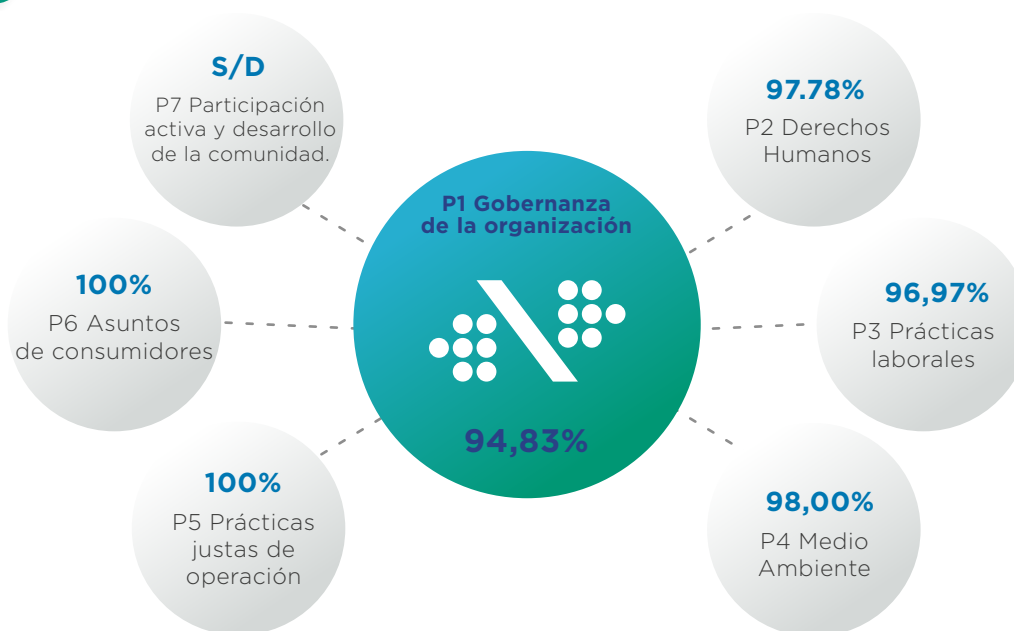 S/D
P7 Participación
activa y desarrollo
de la comunidad.
97.78%
P2 Derechos
Humanos
P1 Gobernanza
de la organización
94,83%
100%
P6 Asuntos
de consumidores
96,97%
P3 Prácticas
laborales
100%
P5 Prácticas
justas de
operación
98,00%
P4 Medio
Ambiente